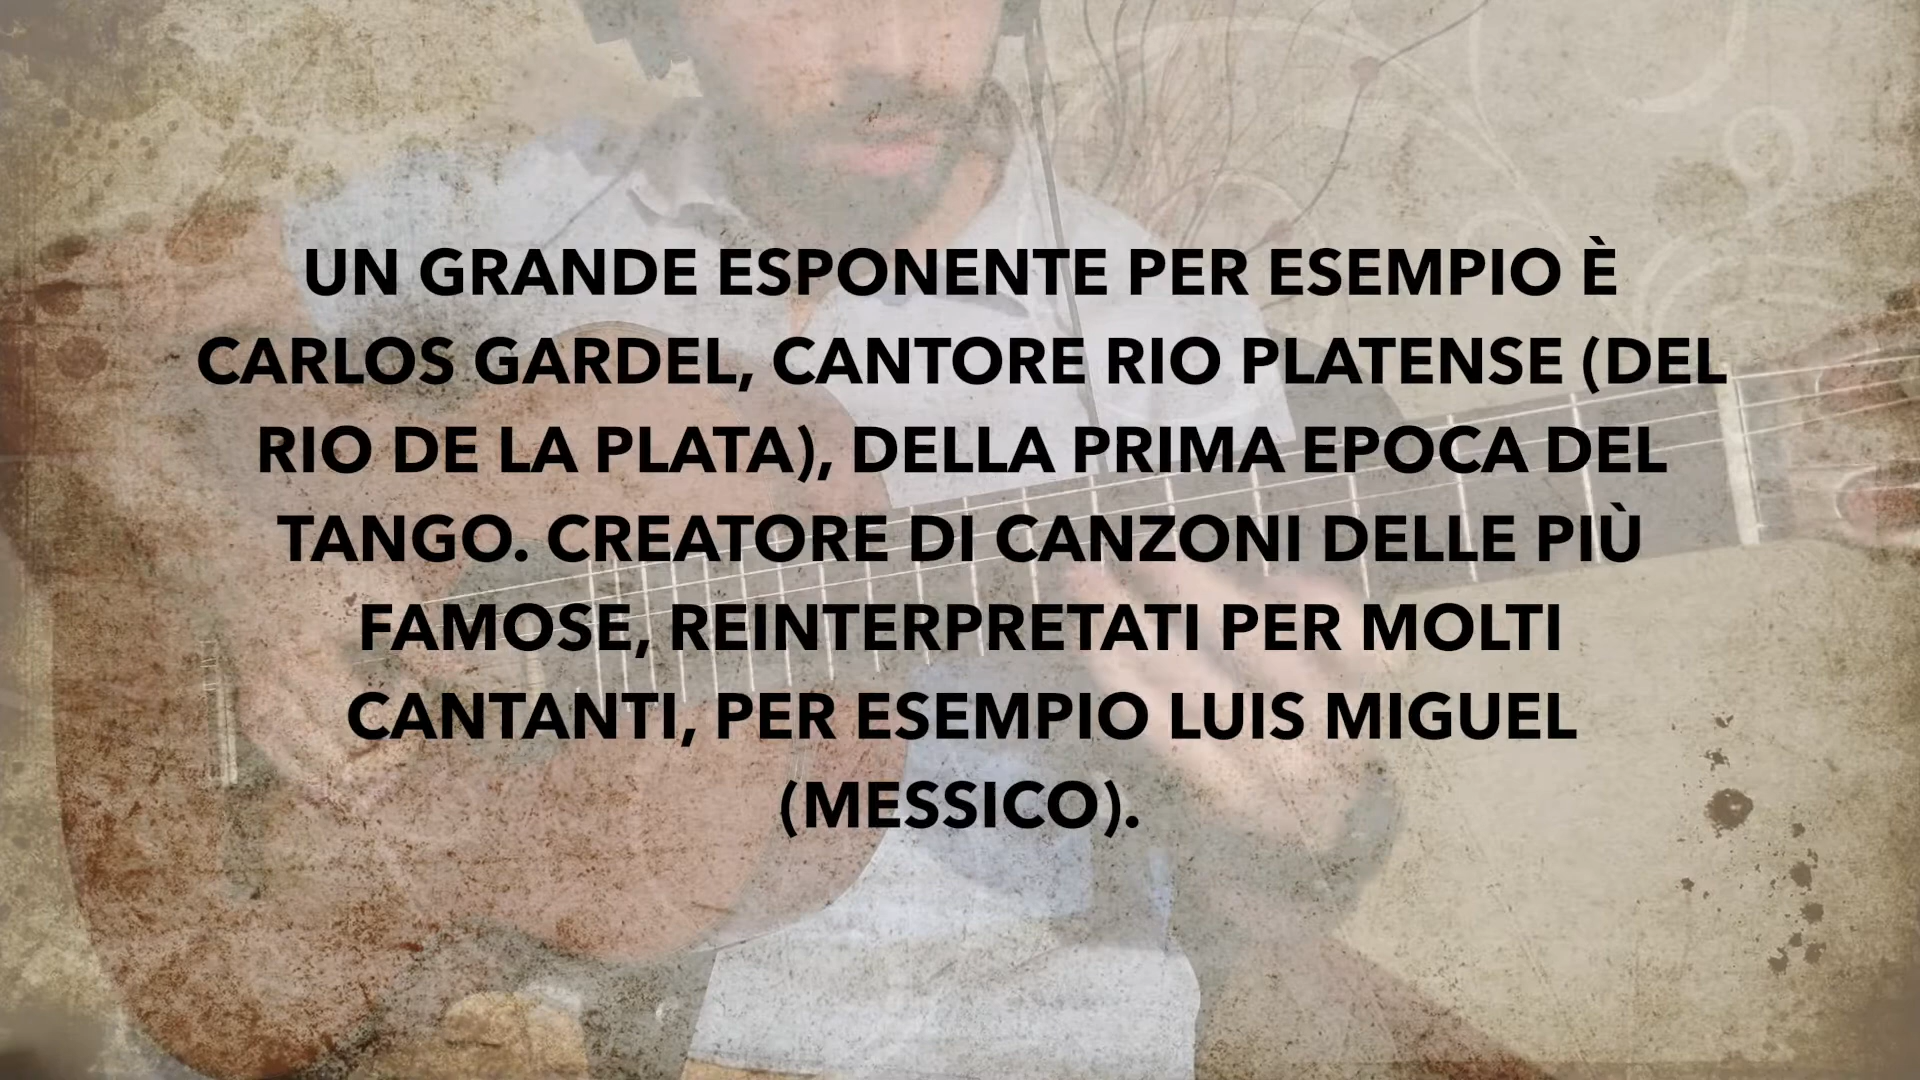 UN GRANDE ESPONENTE PER ESEMPIO È
CARLOS GARDEL, CANTORE RIO PLATENSE (DEL
RIO DE LA PLATA), DELLA PRIMA EPOCA DEL
TANGO. CREATORE DI CANZONI DELLE PIÙ
FAMOSE, REINTERPRETATI PER MOLTI
CANTANTI, PER ESEMPIO LUIS MIGUEL
(MESSICO).